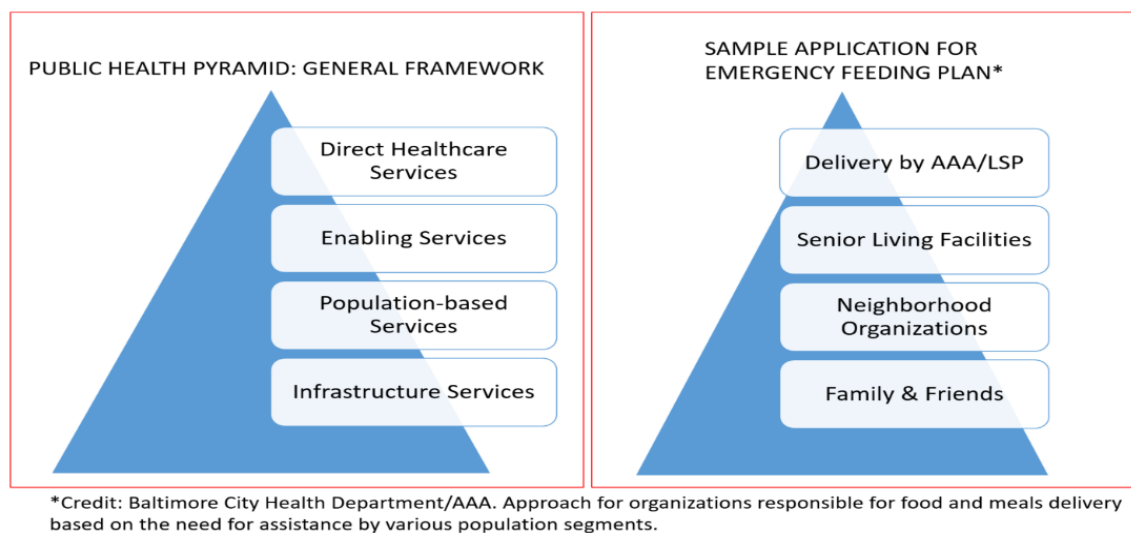 PUBLIC HEALTH PYRAMID: GENERAL FRAMEWORK
Direct Healthcare
Services
Enabling Services
Population-based
Services
Infrastructure Services
SAMPLE APPLICATION FOR
EMERGENCY FEEDING PLAN*
Delivery by AAA/LSP
Senior Living Facilities
Neighborhood
Organizations
Family & Friends
*Credit: Baltimore City Health Department/AAA. Approach for organizations responsible for food and meals delivery
based on the need for assistance by various population segments.